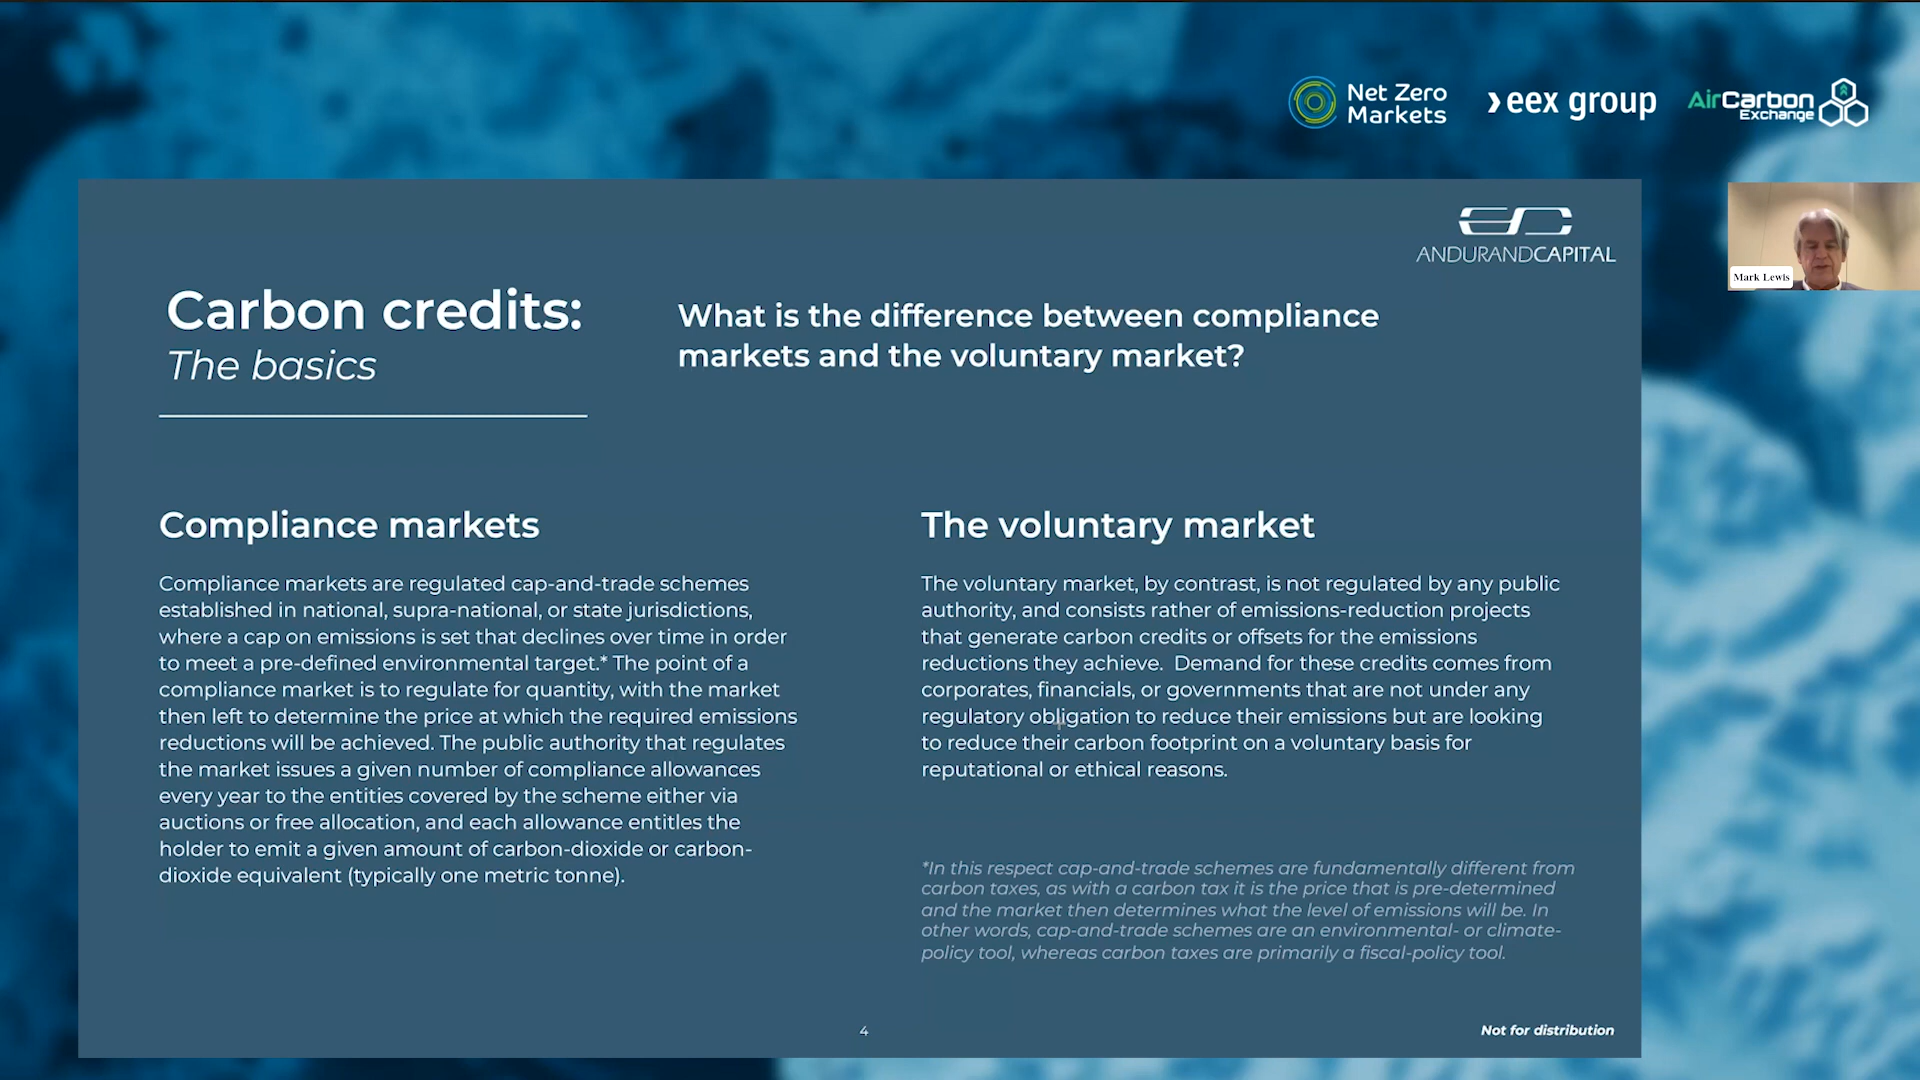 Net Zero
Markets
eex group
AirCarbon
Exchange
ANDURANDCAPITAL
Mark Lewis
Carbon credits:
The basics
What is the difference between compliance
markets and the voluntary market?
Compliance markets
Compliance markets are regulated cap-and-trade schemes
established in national, supra-national, or state jurisdictions,
where a cap on emissions is set that declines over time in order
to meet a pre-defined environmental target.* The point of a
compliance market is to regulate for quantity, with the market
then left to determine the price at which the required emissions
reductions will be achieved. The public authority that regulates
the market issues a given number of compliance allowances
every year to the entities covered by the scheme either via
auctions or free allocation, and each allowance entitles the
holder to emit a given amount of carbon-dioxide or carbon-
dioxide equivalent (typically one metric tonne).
The voluntary market
The voluntary market, by contrast, is not regulated by any public
authority, and consists rather of emissions-reduction projects
that generate carbon credits or offsets for the emissions
reductions they achieve. Demand for these credits comes from
corporates, financials, or governments that are not under any
regulatory obligation to reduce their emissions but are looking
to reduce their carbon footprint on a voluntary basis for
reputational or ethical reasons.
*In this respect cap-and-trade schemes are fundamentally different from
carbon taxes, as with a carbon tax it is the price that is pre-determined
and the market then determines what the level of emissions will be. In
other words, cap-and-trade schemes are an environmental- or climate-
policy tool, whereas carbon taxes are primarily a fiscal-policy tool.
4
Not for distribution